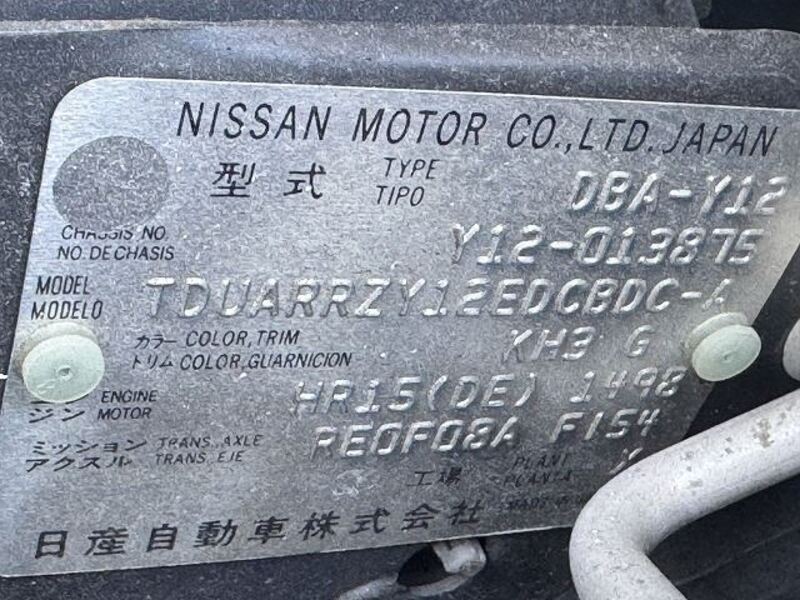 NISSAN MOTOR CO.,LTD. JAPAN
型式 TYPE TIPO DBA-Y12
CHASSIS NO. NO. DE CHASIS Y12-013875
MODEL MODELO TDUARRZY12EDCBDC-A
カラー トリム COLOR,TRIM COLOR,GUARNICION KH3 G
ジン ENGINE MOTOR HR15(DE) 1498
ミッション アクスル TRANS. AXLE TRANS. EJE RE0F08A F154
工場 PLANT PLANTA
日産自動車株式会社